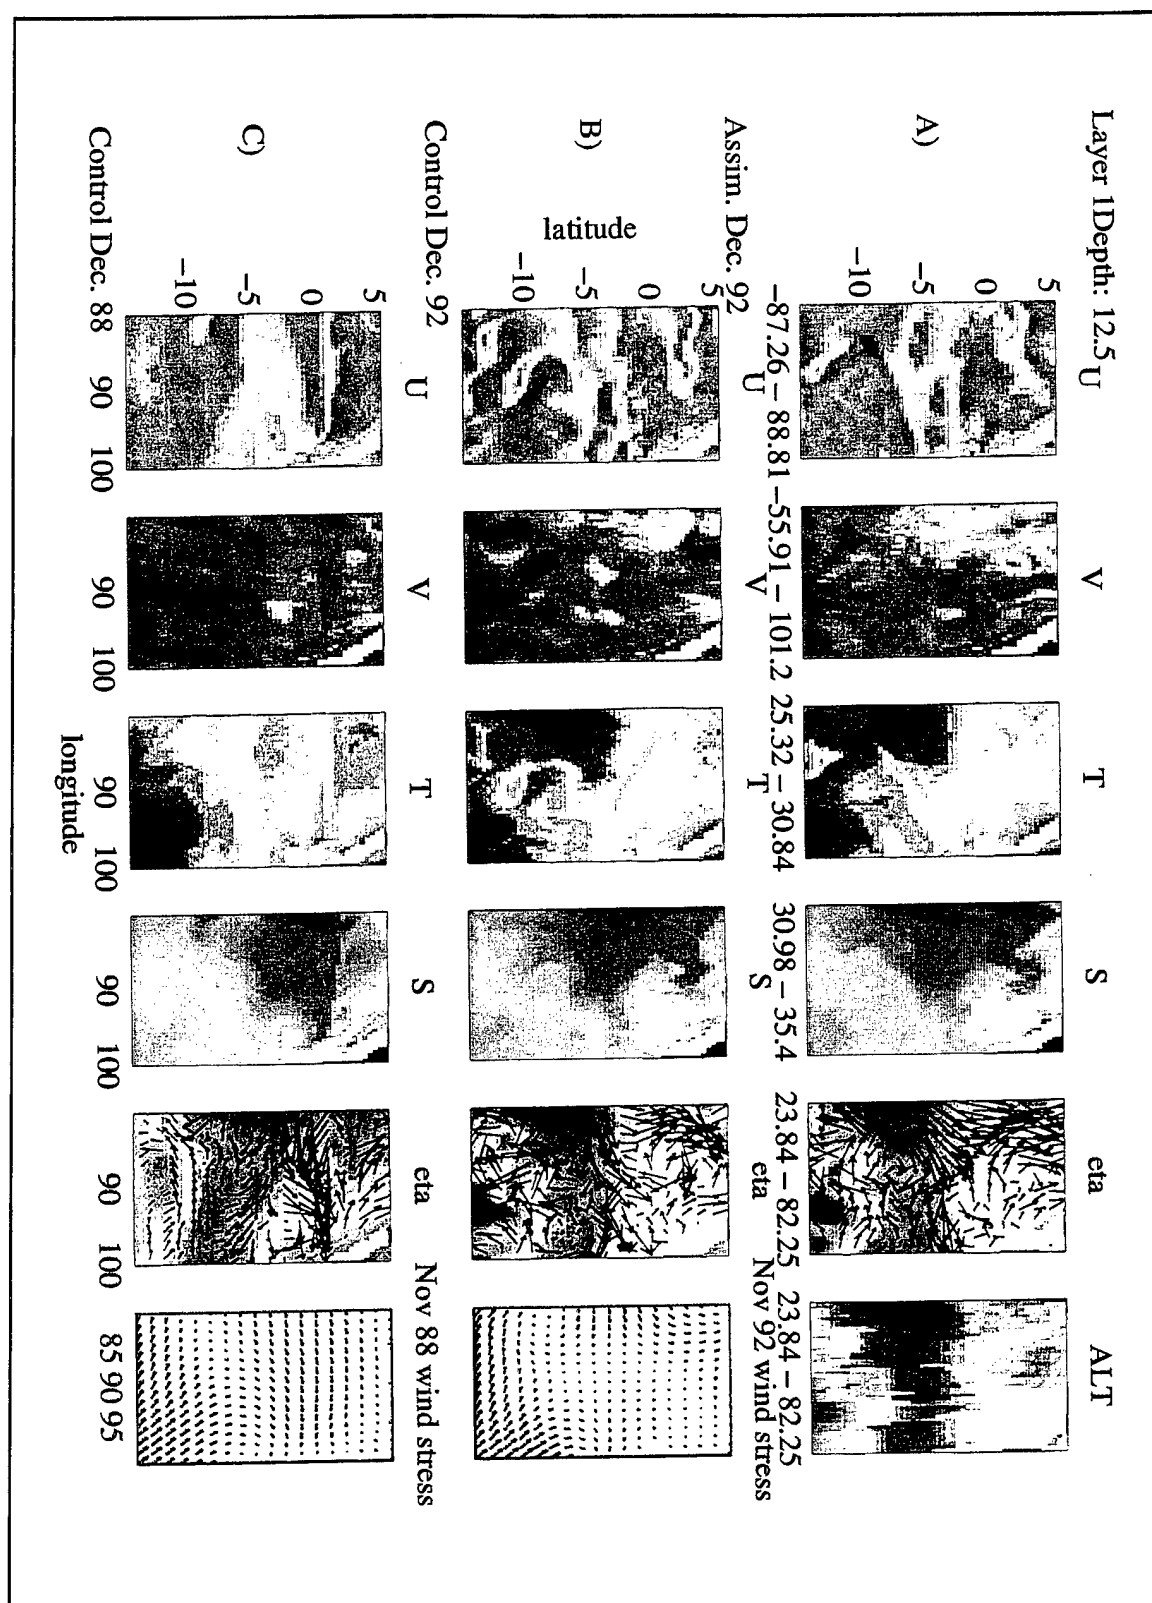 Layer 1Depth: 12.5
U V T S eta ALT
A)
5
0
−5
−10
−87.26 − 88.81 −55.91 − 101.2 25.32 − 30.84 30.98 − 35.4 23.84 − 82.25 23.84 − 82.25
Assim. Dec. 92
U V T S eta Nov 92 wind stress
B)
latitude
5
0
−5
−10
Control Dec. 92
U V T S eta Nov 88 wind stress
C)
5
0
−5
−10
90 100 90 100 90 100 90 100 90 100 85 90 95
Control Dec. 88
longitude